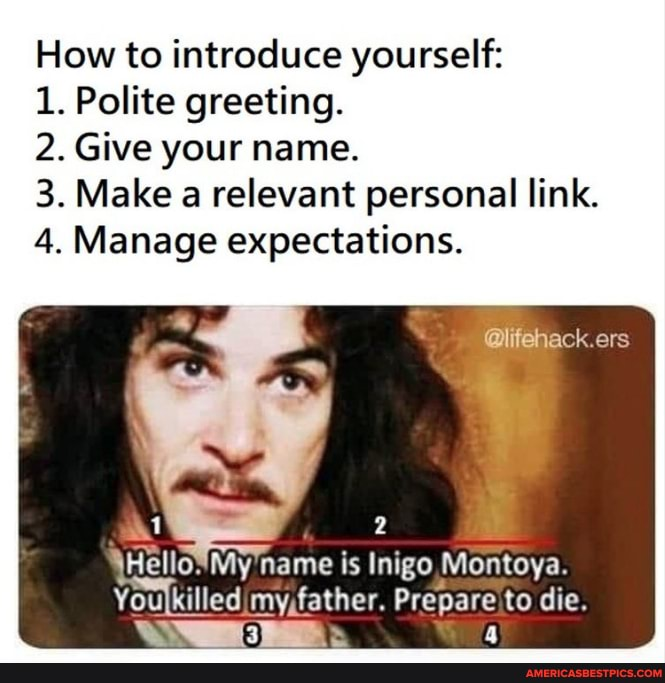 How to introduce yourself:
1. Polite greeting.
2. Give your name.
3. Make a relevant personal link.
4. Manage expectations.
@lifehack.ers
1 2
Hello. My name is Inigo Montoya.
You killed my father. Prepare to die.
3 4
AMERICASBESTPICS.COM